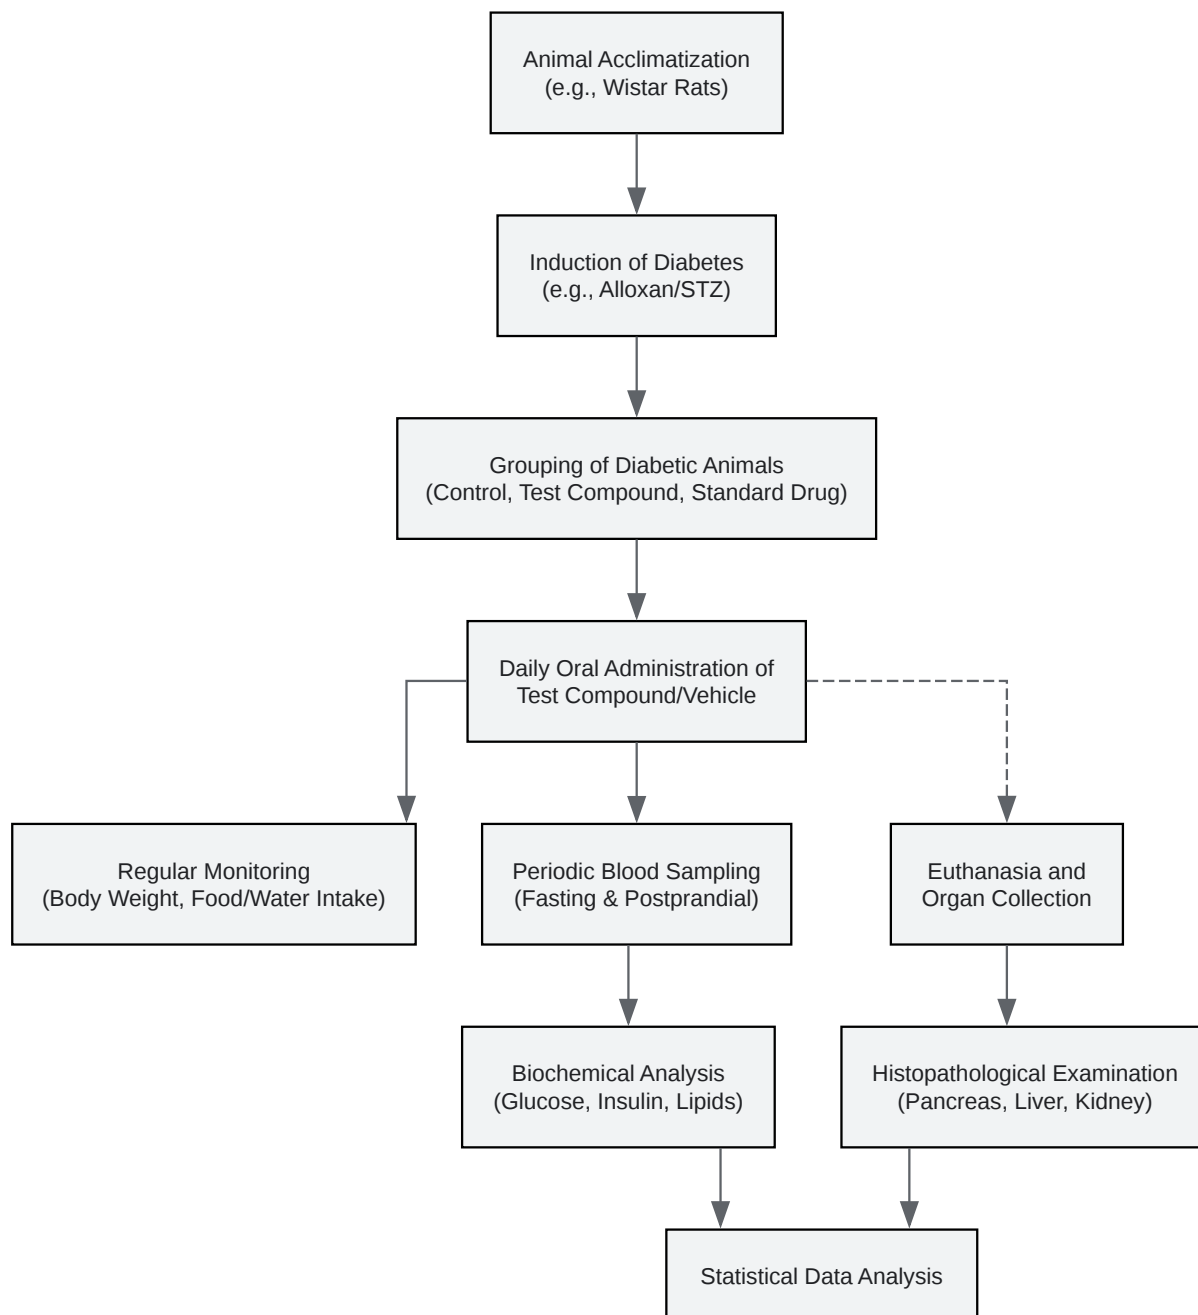 Animal Acclimatization
(e.g., Wistar Rats)
Induction of Diabetes
(e.g., Alloxan/STZ)
Grouping of Diabetic Animals
(Control, Test Compound, Standard Drug)
Daily Oral Administration of
Test Compound/Vehicle
Regular Monitoring
(Body Weight, Food/Water Intake)
Periodic Blood Sampling
(Fasting & Postprandial)
Euthanasia and
Organ Collection
Biochemical Analysis
(Glucose, Insulin, Lipids)
Histopathological Examination
(Pancreas, Liver, Kidney)
Statistical Data Analysis